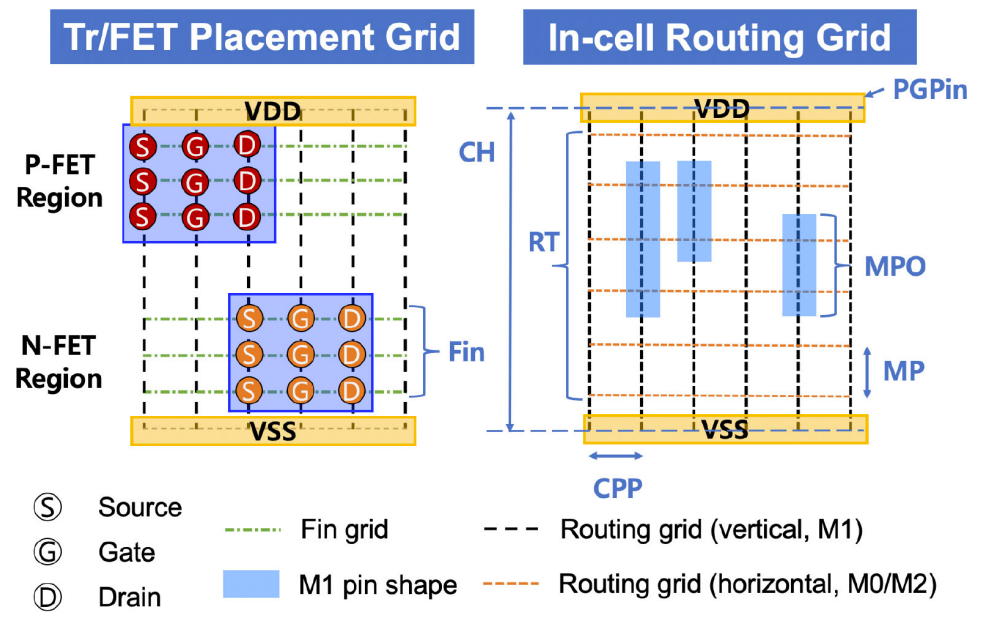 Tr/FET Placement Grid
In-cell Routing Grid
VDD
P-FET
Region
S G D
S G D
S G D
N-FET
Region
S G D
S G D
S G D
Fin
VSS
PGPin
VDD
CH
RT
MPO
MP
VSS
CPP
S Source
G Gate
D Drain
Fin grid
M1 pin shape
Routing grid (vertical, M1)
Routing grid (horizontal, M0/M2)